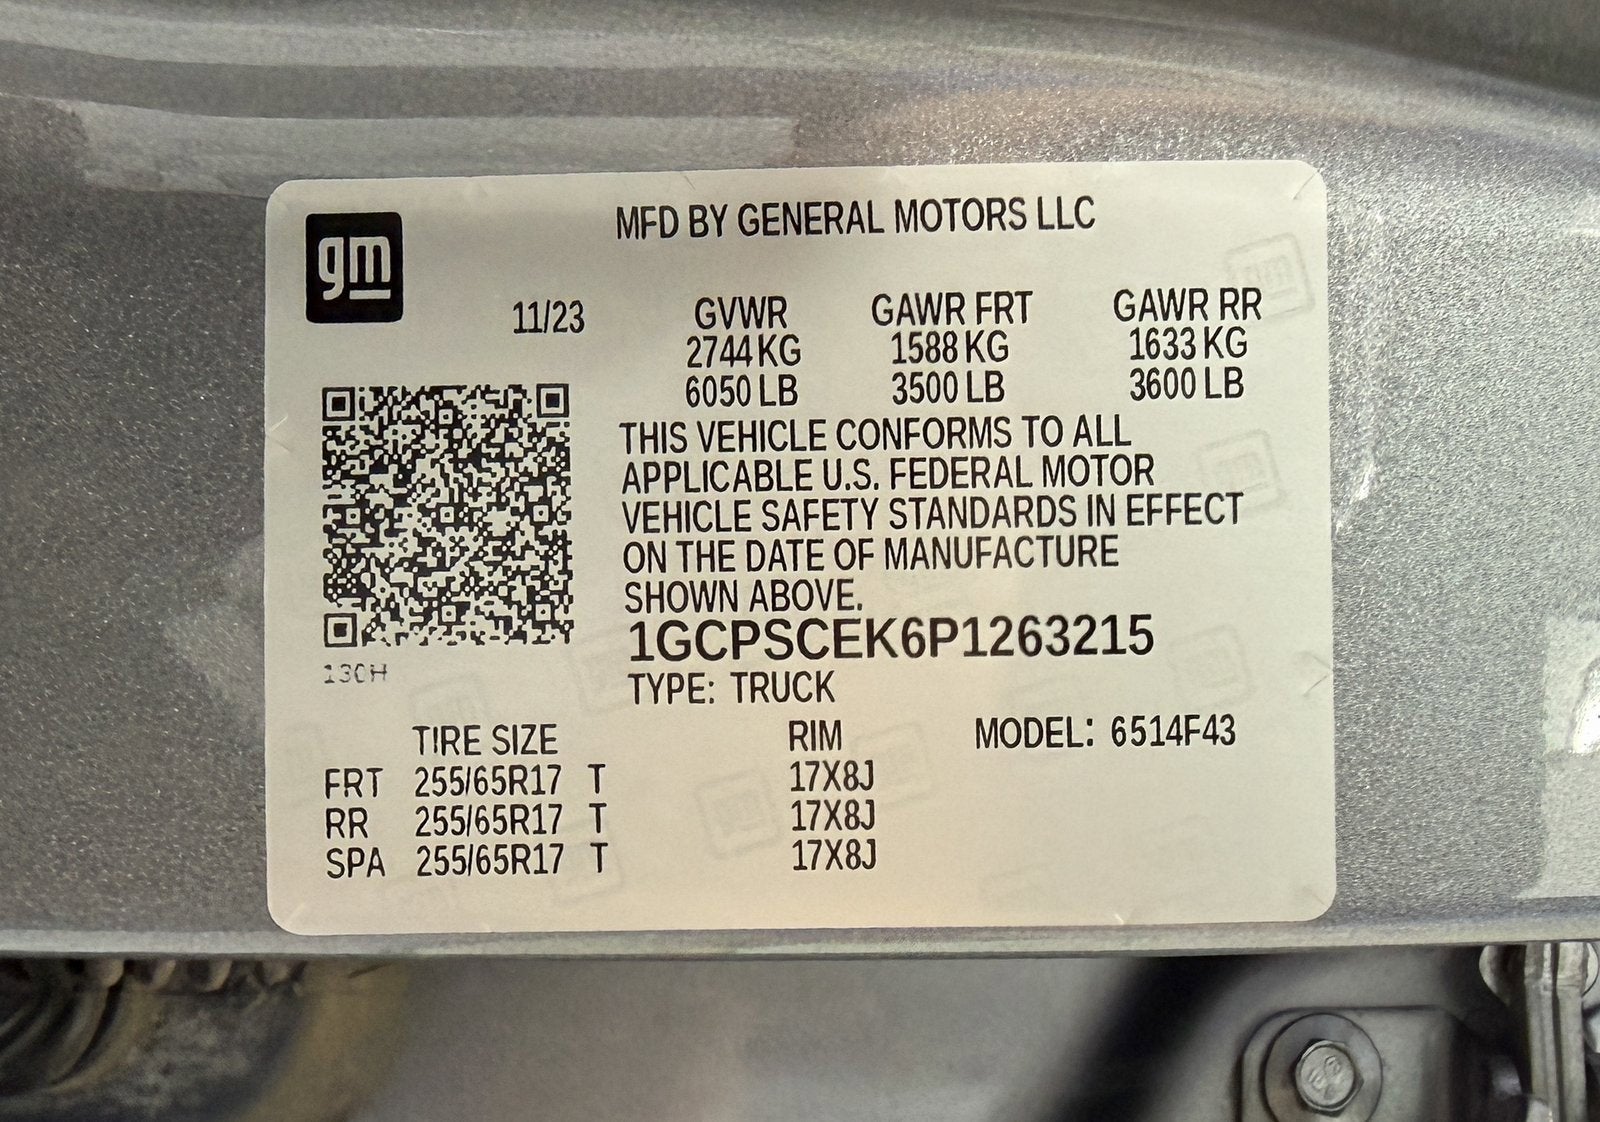 gm
MFD BY GENERAL MOTORS LLC
11/23
GVWR GAWR FRT GAWR RR
2744 KG 1588 KG 1633 KG
6050 LB 3500 LB 3600 LB
THIS VEHICLE CONFORMS TO ALL
APPLICABLE U.S. FEDERAL MOTOR
VEHICLE SAFETY STANDARDS IN EFFECT
ON THE DATE OF MANUFACTURE
SHOWN ABOVE.
1GCPSCEK6P1263215
130H
TYPE: TRUCK
TIRE SIZE RIM MODEL: 6514F43
FRT 255/65R17 T 17X8J
RR 255/65R17 T 17X8J
SPA 255/65R17 T 17X8J